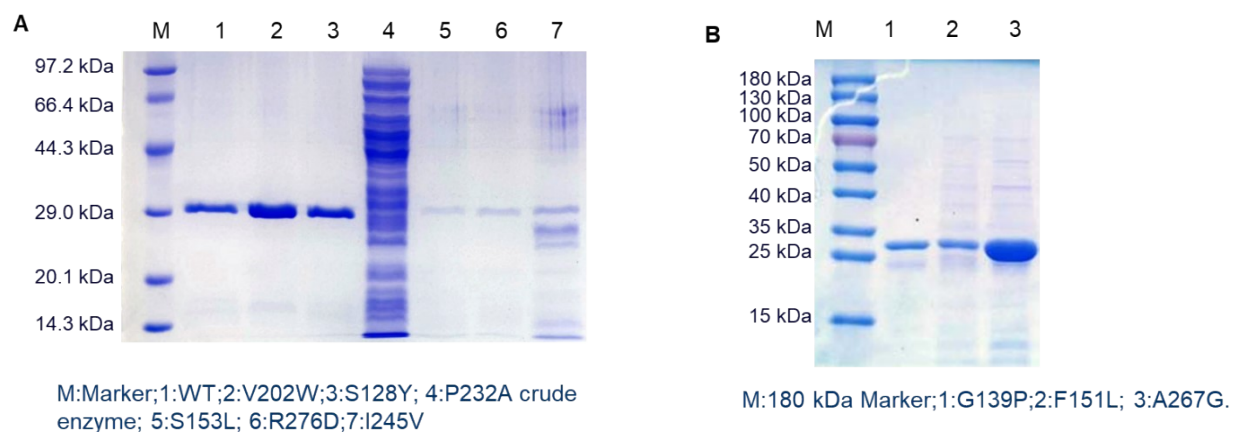 A
M 1 2 3 4 5 6 7
97.2 kDa
66.4 kDa
44.3 kDa
29.0 kDa
20.1 kDa
14.3 kDa
M:Marker;1:WT;2:V202W;3:S128Y; 4:P232A crude
enzyme; 5:S153L; 6:R276D;7:I245V
B
M 1 2 3
180 kDa
130 kDa
100 kDa
70 kDa
50 kDa
40 kDa
35 kDa
25 kDa
15 kDa
M:180 kDa Marker;1:G139P;2:F151L; 3:A267G.